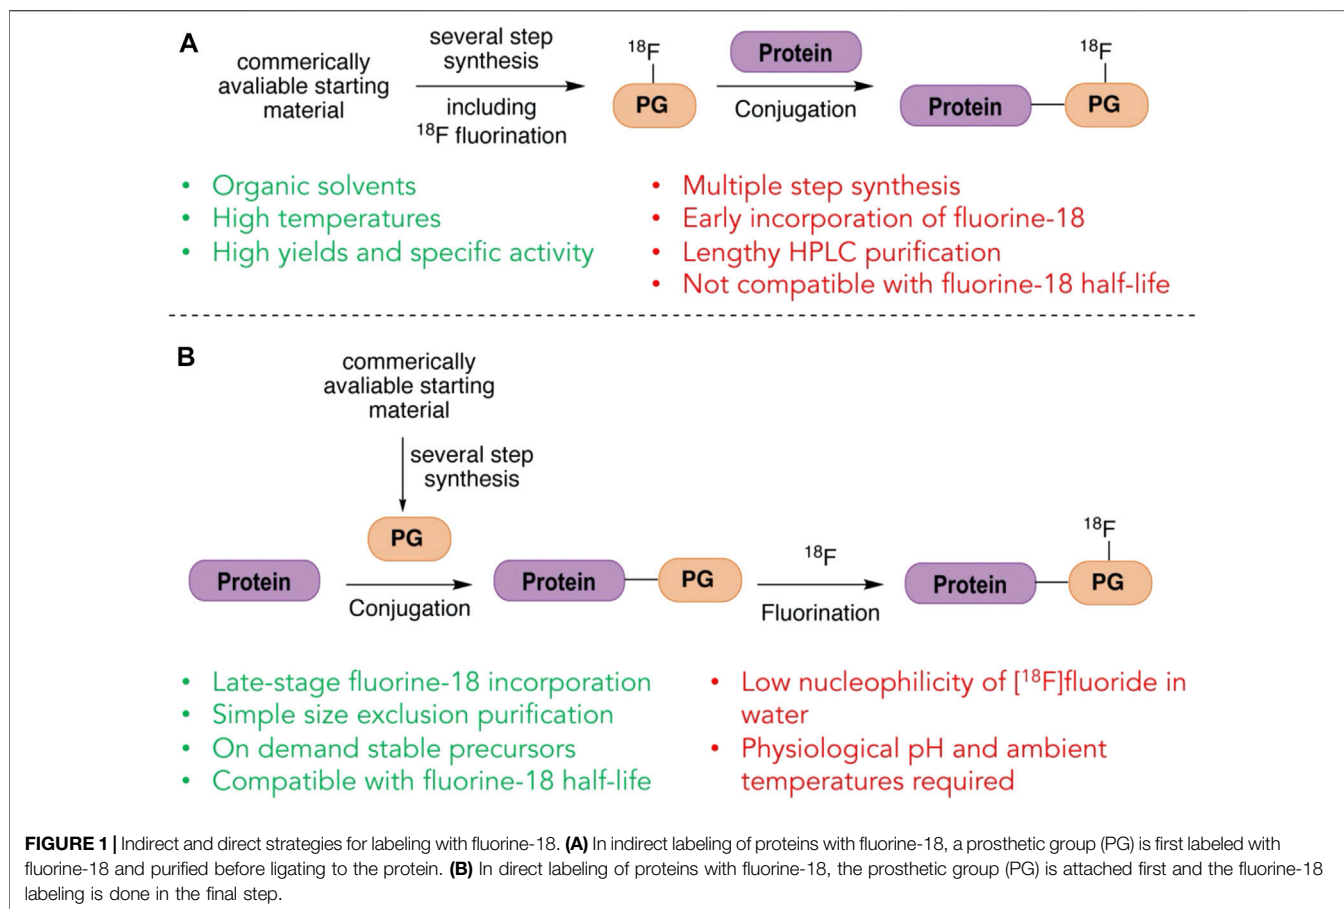 A
commerically
avaliable starting
material
several step
synthesis
including
¹⁸F fluorination
¹⁸F
PG
Protein
Conjugation
Protein
¹⁸F
PG
• Organic solvents
• High temperatures
• High yields and specific activity
• Multiple step synthesis
• Early incorporation of fluorine-18
• Lengthy HPLC purification
• Not compatible with fluorine-18 half-life
B
commerically
avaliable starting
material
several step
synthesis
PG
Protein
Conjugation
Protein
PG
¹⁸F
Fluorination
Protein
¹⁸F
PG
• Late-stage fluorine-18 incorporation
• Simple size exclusion purification
• On demand stable precursors
• Compatible with fluorine-18 half-life
• Low nucleophilicity of [¹⁸F]fluoride in
water
• Physiological pH and ambient
temperatures required
FIGURE 1 | Indirect and direct strategies for labeling with fluorine-18. (A) In indirect labeling of proteins with fluorine-18, a prosthetic group (PG) is first labeled with
fluorine-18 and purified before ligating to the protein. (B) In direct labeling of proteins with fluorine-18, the prosthetic group (PG) is attached first and the fluorine-18
labeling is done in the final step.